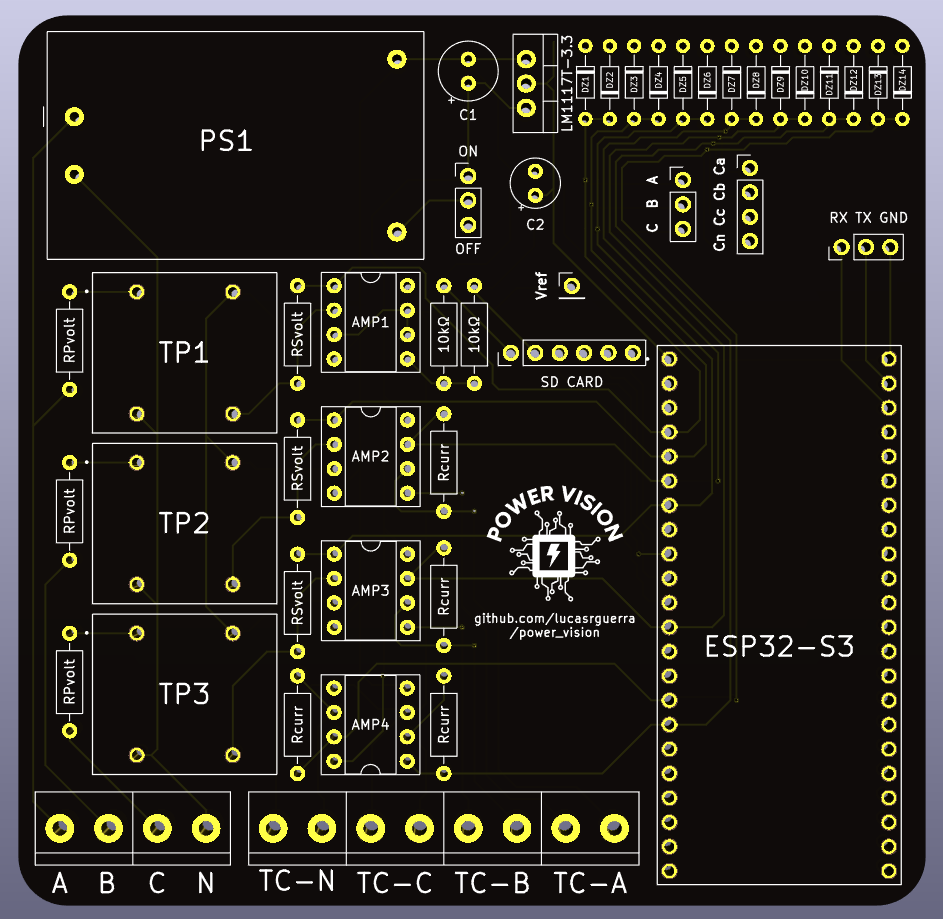 PS1
C1
LM1117T-3.3
DZ1
DZ2
DZ3
DZ4
DZ5
DZ6
DZ7
DZ8
DZ9
DZ10
DZ11
DZ12
DZ13
DZ14
ON
OFF
C2
C B A
Cn Cc Cb Ca
RX TX GND
Vref
RPvolt
TP1
RSvolt
AMP1
10kΩ
10kΩ
SD CARD
RPvolt
TP2
RSvolt
AMP2
Rcurr
POWER VISION
github.com/lucasrguerra
/power_vision
RSvolt
AMP3
Rcurr
RPvolt
TP3
Rcurr
AMP4
Rcurr
ESP32-S3
A B C N
TC-N TC-C TC-B TC-A